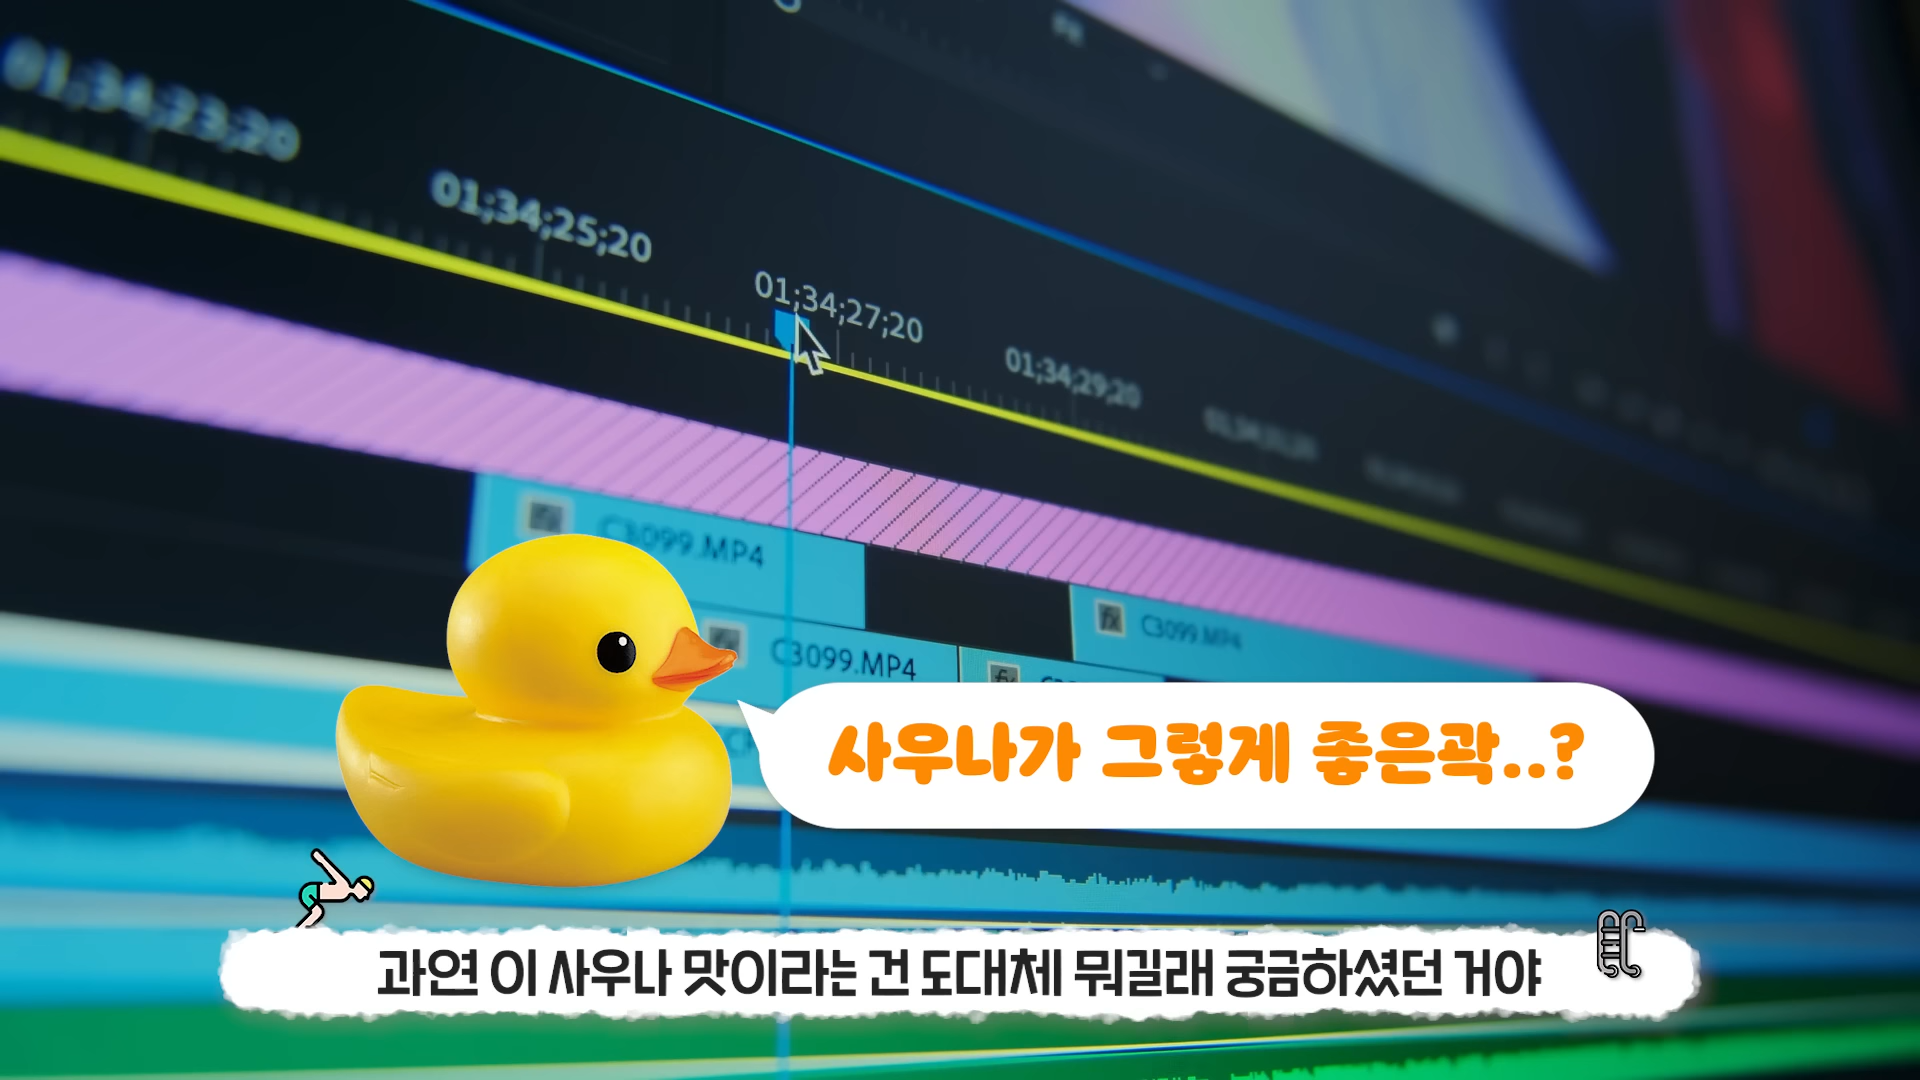 01;34;23;20
01;34;25;20
01;34;27;20
01;34;29;20
C3099.MP4
C3099.MP4
C3099.MP4
fx
사우나가 그렇게 좋은곽..?
과연 이 사우나 맛이라는 건 도대체 뭐길래 궁금하셨던 거야